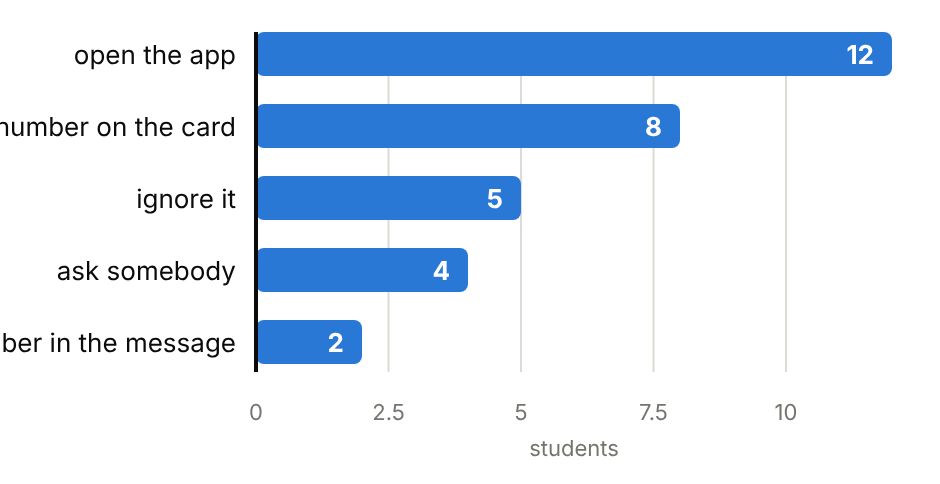 open the app
12
number on the card
8
ignore it
5
ask somebody
4
in the message
2
0 2.5 5 7.5 10
students